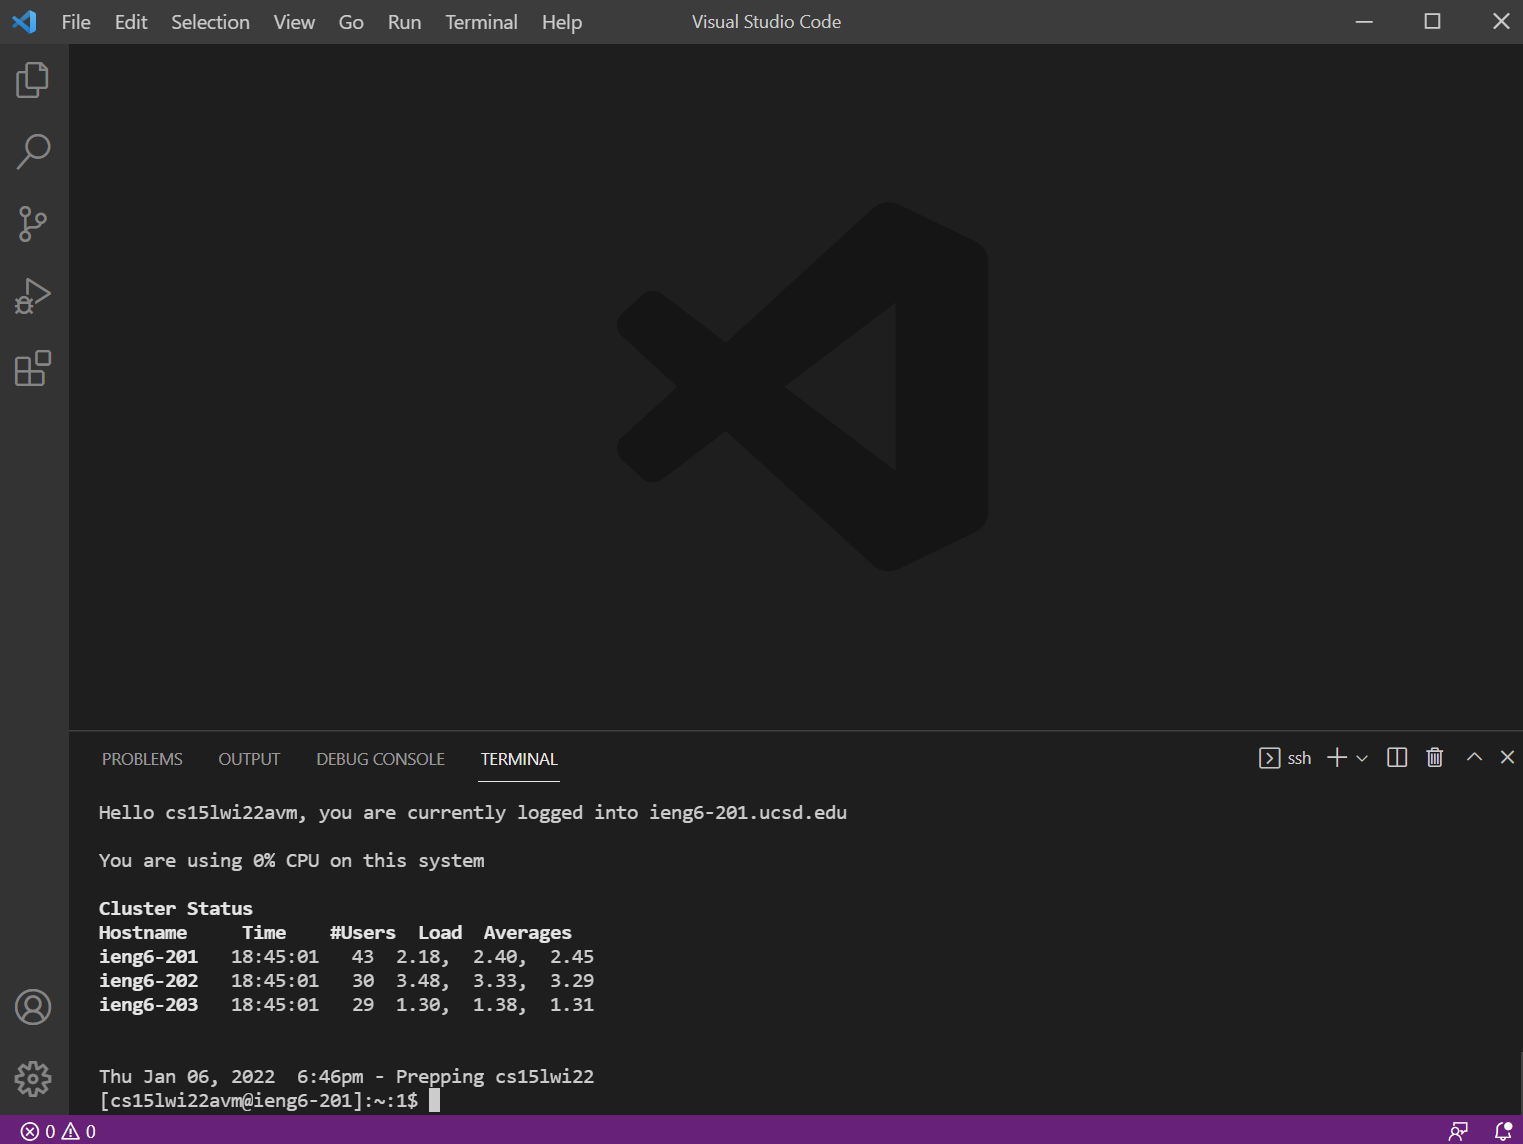 File Edit Selection View Go Run Terminal Help Visual Studio Code
PROBLEMS OUTPUT DEBUG CONSOLE TERMINAL ssh
Hello cs15lwi22avm, you are currently logged into ieng6-201.ucsd.edu
You are using 0% CPU on this system
Cluster Status
Hostname Time #Users Load Averages
ieng6-201 18:45:01 43 2.18, 2.40, 2.45
ieng6-202 18:45:01 30 3.48, 3.33, 3.29
ieng6-203 18:45:01 29 1.30, 1.38, 1.31
Thu Jan 06, 2022 6:46pm - Prepping cs15lwi22
[cs15lwi22avm@ieng6-201]:~:1$
0 0